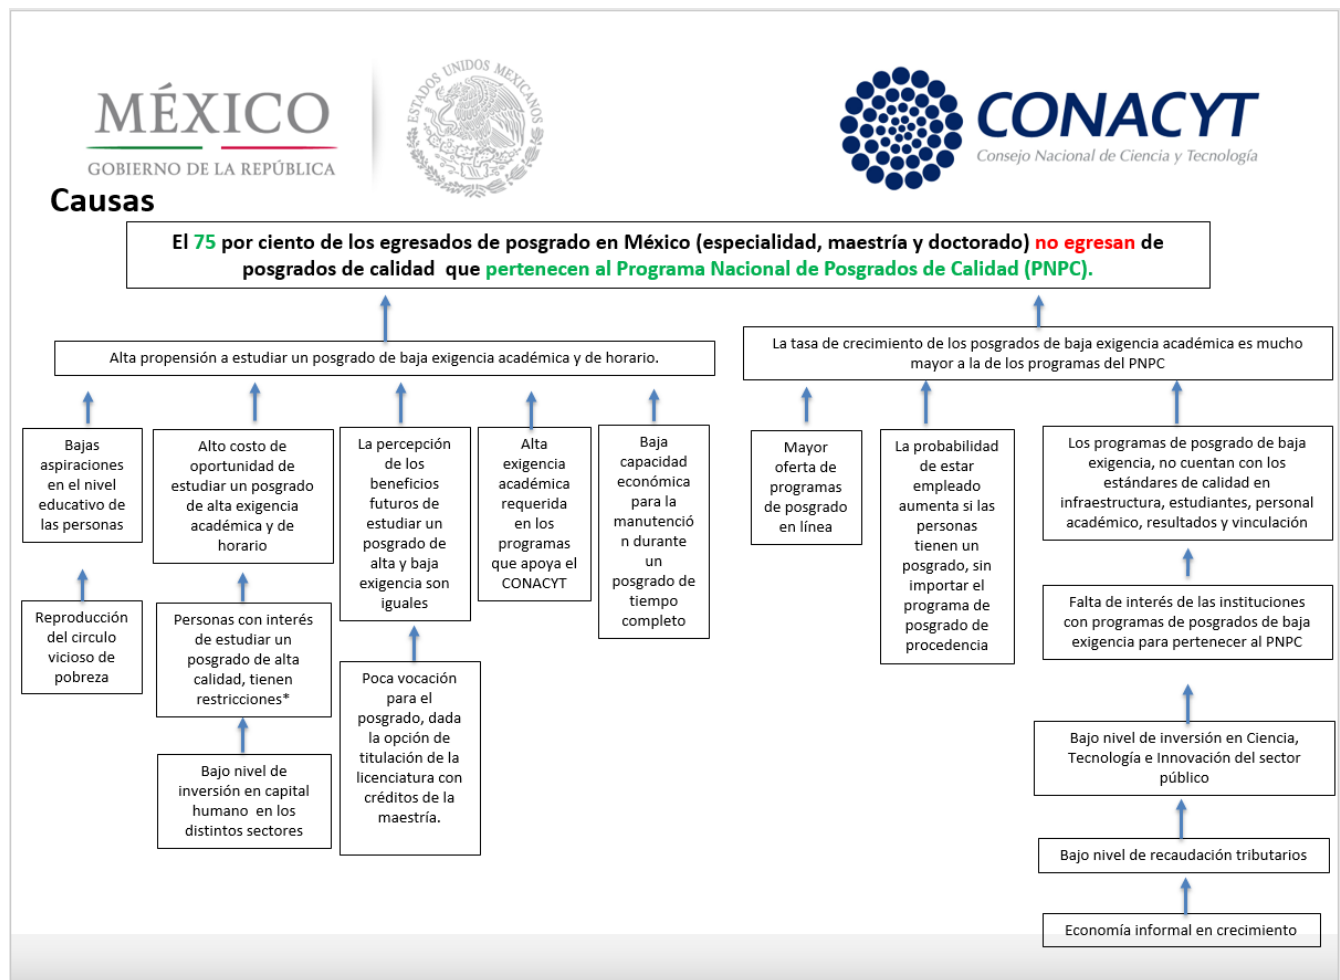 MÉXICO
GOBIERNO DE LA REPÚBLICA
ESTADOS UNIDOS MEXICANOS
CONACYT
Consejo Nacional de Ciencia y Tecnología
Causas
El 75 por ciento de los egresados de posgrado en México (especialidad, maestría y doctorado) no egresan de
posgrados de calidad que pertenecen al Programa Nacional de Posgrados de Calidad (PNPC).
Alta propensión a estudiar un posgrado de baja exigencia académica y de horario.
La tasa de crecimiento de los posgrados de baja exigencia académica es mucho
mayor a la de los programas del PNPC
Bajas
aspiraciones
en el nivel
educativo de
las personas
Alto costo de
oportunidad de
estudiar un posgrado
de alta exigencia
académica y de
horario
La percepción
de los
beneficios
futuros de
estudiar un
posgrado de
alta y baja
exigencia son
iguales
Alta
exigencia
académica
requerida
en los
programas
que apoya el
CONACYT
Baja
capacidad
económica
para la
manutenció
n durante
un
posgrado de
tiempo
completo
Mayor
oferta de
programas
de posgrado
en línea
La probabilidad
de estar
empleado
aumenta si las
personas
tienen un
posgrado, sin
importar el
programa de
posgrado de
procedencia
Los programas de posgrado de baja
exigencia, no cuentan con los
estándares de calidad en
infraestructura, estudiantes, personal
académico, resultados y vinculación
Reproducción
del circulo
vicioso de
pobreza
Personas con interés
de estudiar un
posgrado de alta
calidad, tienen
restricciones*
Poca vocación
para el
posgrado, dada
la opción de
titulación de la
licenciatura con
créditos de la
maestría.
Falta de interés de las instituciones
con programas de posgrados de baja
exigencia para pertenecer al PNPC
Bajo nivel de
inversión en capital
humano en los
distintos sectores
Bajo nivel de inversión en Ciencia,
Tecnología e Innovación del sector
público
Bajo nivel de recaudación tributarios
Economía informal en crecimiento